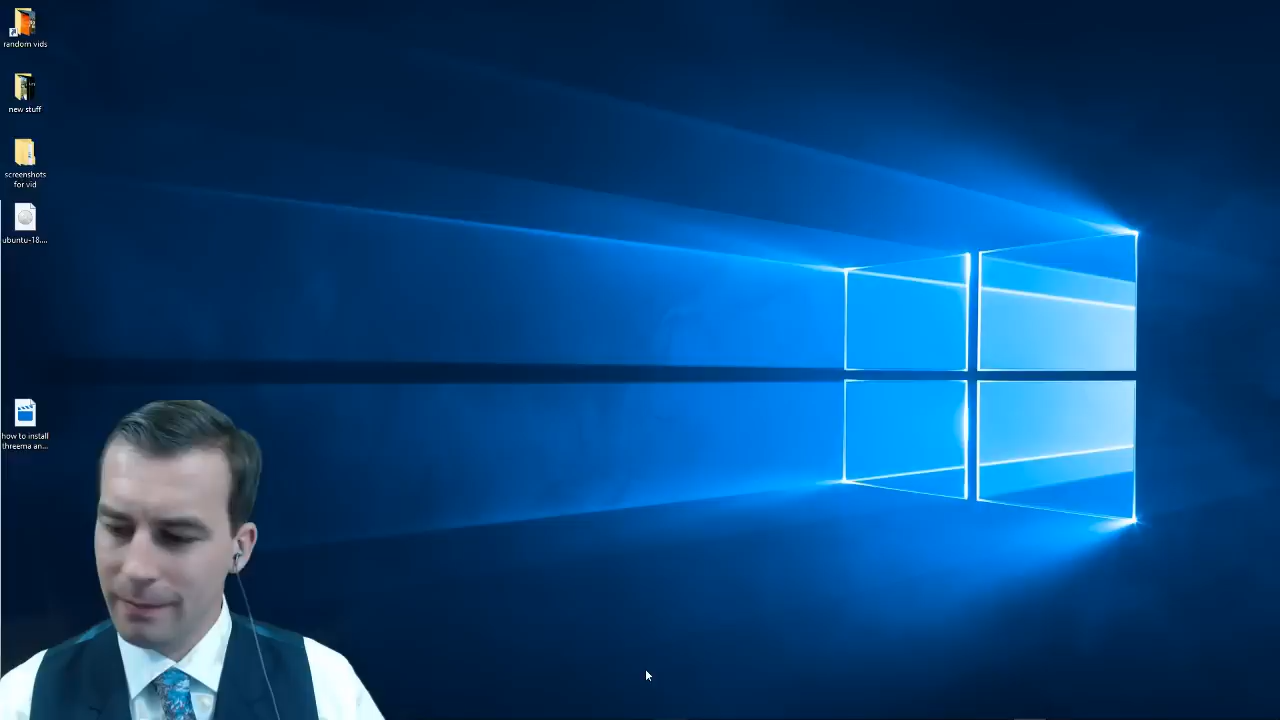 random vids
new stuff
screenshots
for vid
ubuntu-18....
how to install
threema an...